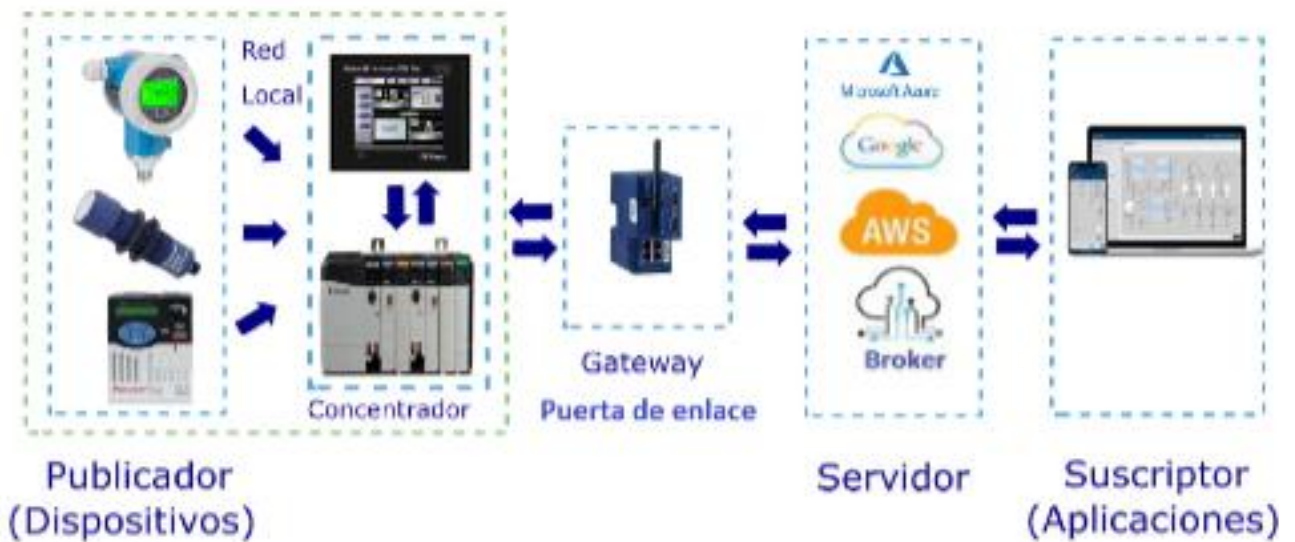 Red
Local
Concentrador
Gateway
Puerta de enlace
Microsoft Azure
Google
AWS
Broker
Publicador
(Dispositivos)
Servidor
Suscriptor
(Aplicaciones)